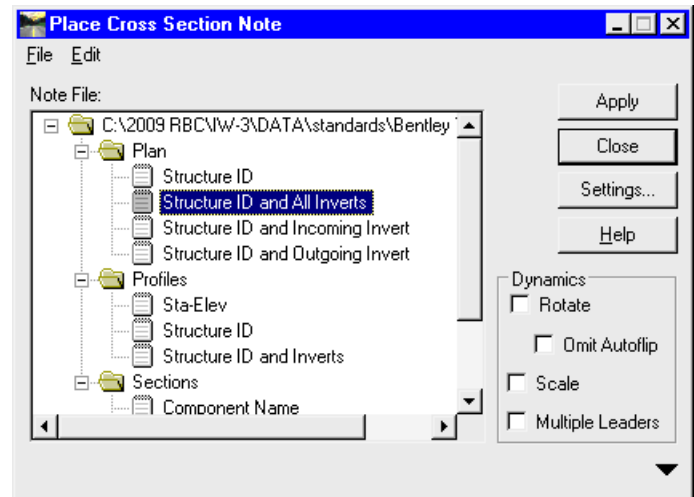 Place Cross Section Note
File Edit
Note File:
C:\2009 RBC\IW-3\DATA\standards\Bentley
Plan
Structure ID
Structure ID and All Inverts
Structure ID and Incoming Invert
Structure ID and Outgoing Invert
Profiles
Sta-Elev
Structure ID
Structure ID and Inverts
Sections
Component Name
Apply
Close
Settings...
Help
Dynamics
Rotate
Omit Autoflip
Scale
Multiple Leaders